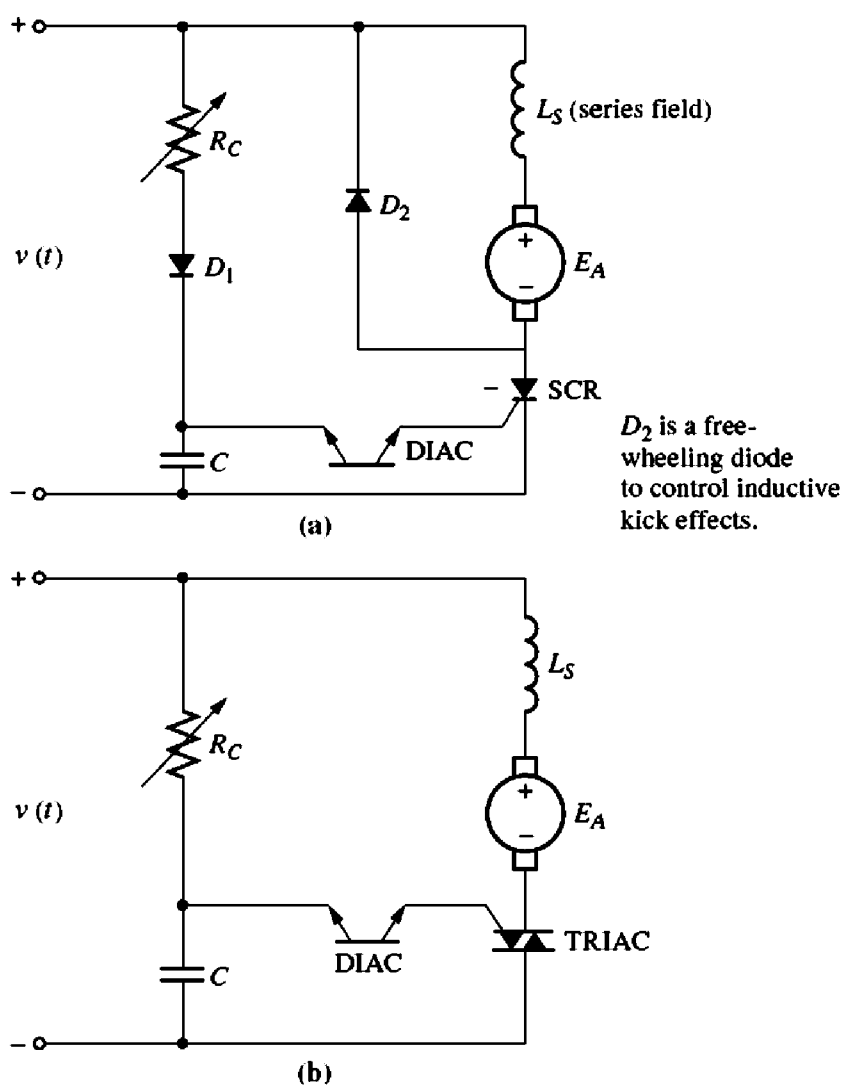 +
R_C
L_S (series field)
D_2
v (t)
D_1
+
E_A
–
– SCR
DIAC
C
D_2 is a free-
wheeling diode
to control inductive
kick effects.
–
(a)
+
L_S
R_C
v (t)
+
E_A
–
DIAC
TRIAC
C
–
(b)